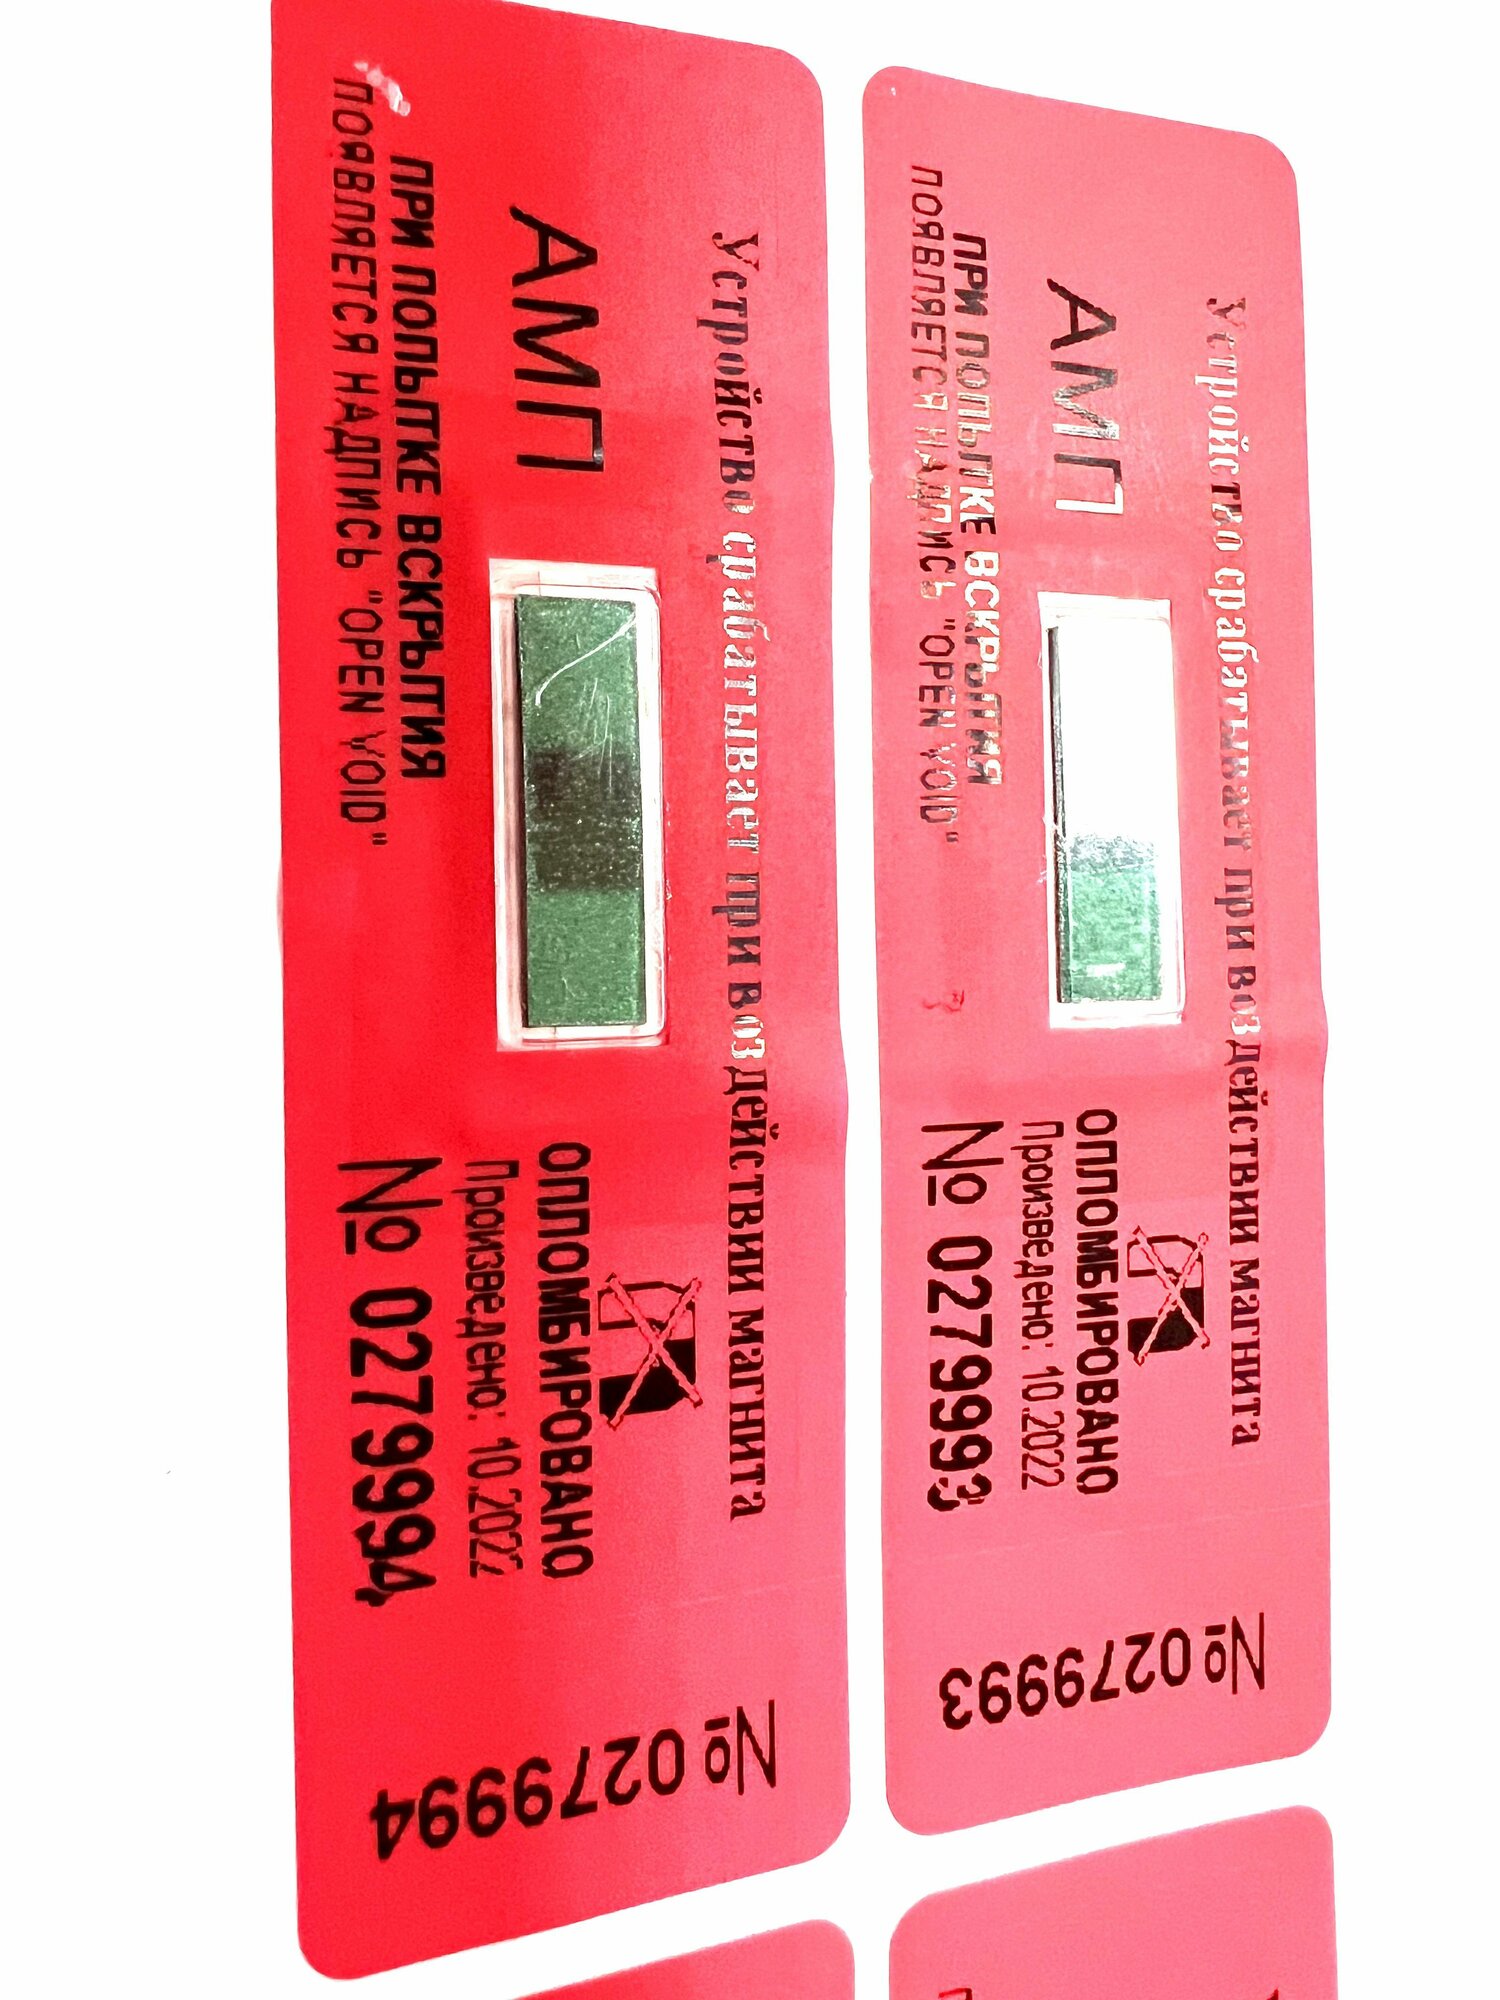 Устройство срабатывает при воздействии магнита
АМП
ПРИ ПОПЫТКЕ ВСКРЫТИЯ
ПОЯВЛЯЕТСЯ НАДПИСЬ "OPEN VOID"
ОПЛОМБИРОВАНО
Произведено: 10.2022
№ 0279993
№ 0279993
Устройство срабатывает при воздействии магнита
АМП
ПРИ ПОПЫТКЕ ВСКРЫТИЯ
ПОЯВЛЯЕТСЯ НАДПИСЬ "OPEN VOID"
ОПЛОМБИРОВАНО
Произведено: 10.2022
№ 0279994
№ 0279994